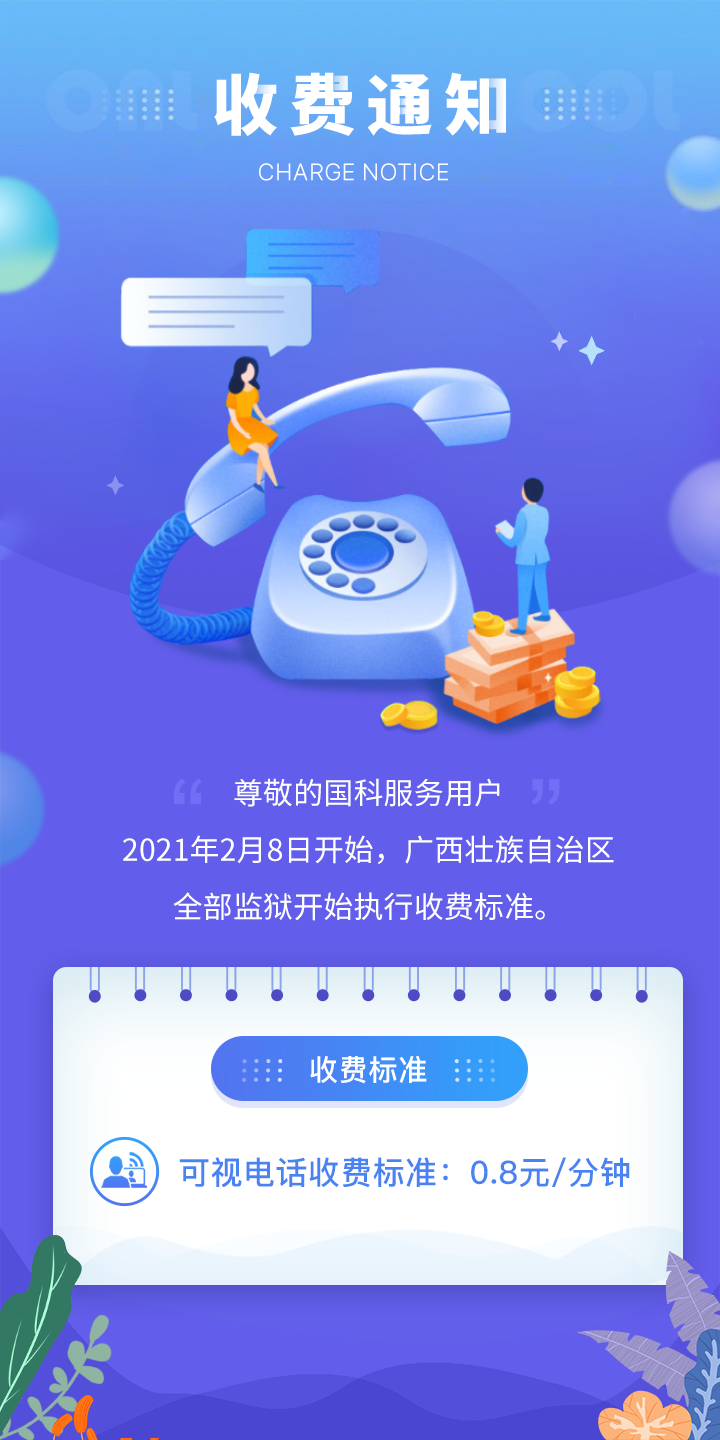 收费通知
CHARGE NOTICE
“ 尊敬的国科服务用户 ”
2021年2月8日开始，广西壮族自治区
全部监狱开始执行收费标准。
收费标准
可视电话收费标准：0.8元/分钟